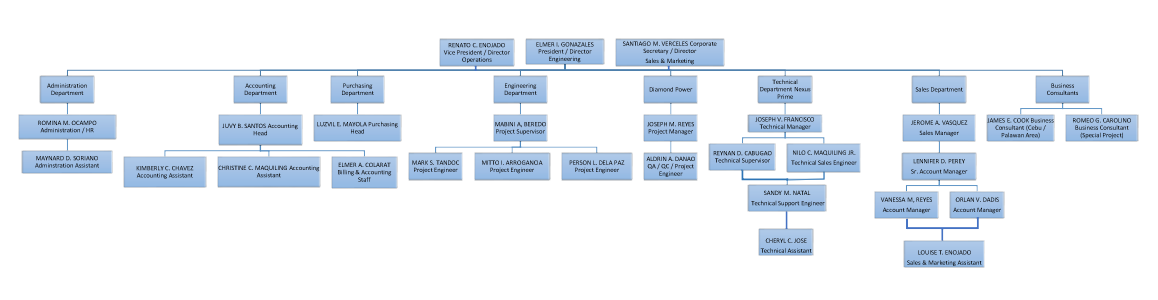 RENATO C. ENOJADO
Vice President / Director
Operations
ELMER I. GONAZALES
President / Director
Engineering
SANTIAGO M. VERCELES Corporate
Secretary / Director
Sales & Marketing
Administration
Department
Accounting
Department
Purchasing
Department
Engineering
Department
Diamond Power
Technical
Department Nexus
Prime
Sales Department
Business
Consultants
ROMINA M. OCAMPO
Administration / HR
JUVY B. SANTOS Accounting
Head
LUZVIL E. MAYOLA Purchasing
Head
MABINI A, BEREDO
Project Supervisor
JOSEPH M. REYES
Project Manager
JOSEPH V. FRANCISCO
Technical Manager
JEROME A. VASQUEZ
Sales Manager
JAMES E. COOK Business
Consultant (Cebu /
Palawan Area)
ROMEO G. CAROLINO
Business Consultant
(Special Project)
MAYNARD D. SORIANO
Adminstration Assistant
KIMBERLY C. CHAVEZ
Accounting Assistant
CHRISTINE C. MAQUILING Accounting
Assistant
ELMER A. COLARAT
Billing & Accounting
Staff
MARK S. TANDOC
Project Engineer
MITTO I. ARROGANOA
Project Engineer
PERSON L. DELA PAZ
Project Engineer
ALDRIN A. DANAO
QA / QC / Project
Engineer
REYNAN D. CABUGAO
Technical Supervisor
NILO C. MAQUILING JR.
Technical Sales Engineer
LENNIFER D. PEREY
Sr. Account Manager
SANDY M. NATAL
Technical Support Engineer
VANESSA M, REYES
Account Manager
ORLAN V. DADIS
Account Manager
CHERYL C. JOSE
Technical Assistant
LOUISE T. ENOJADO
Sales & Marketing Assistant